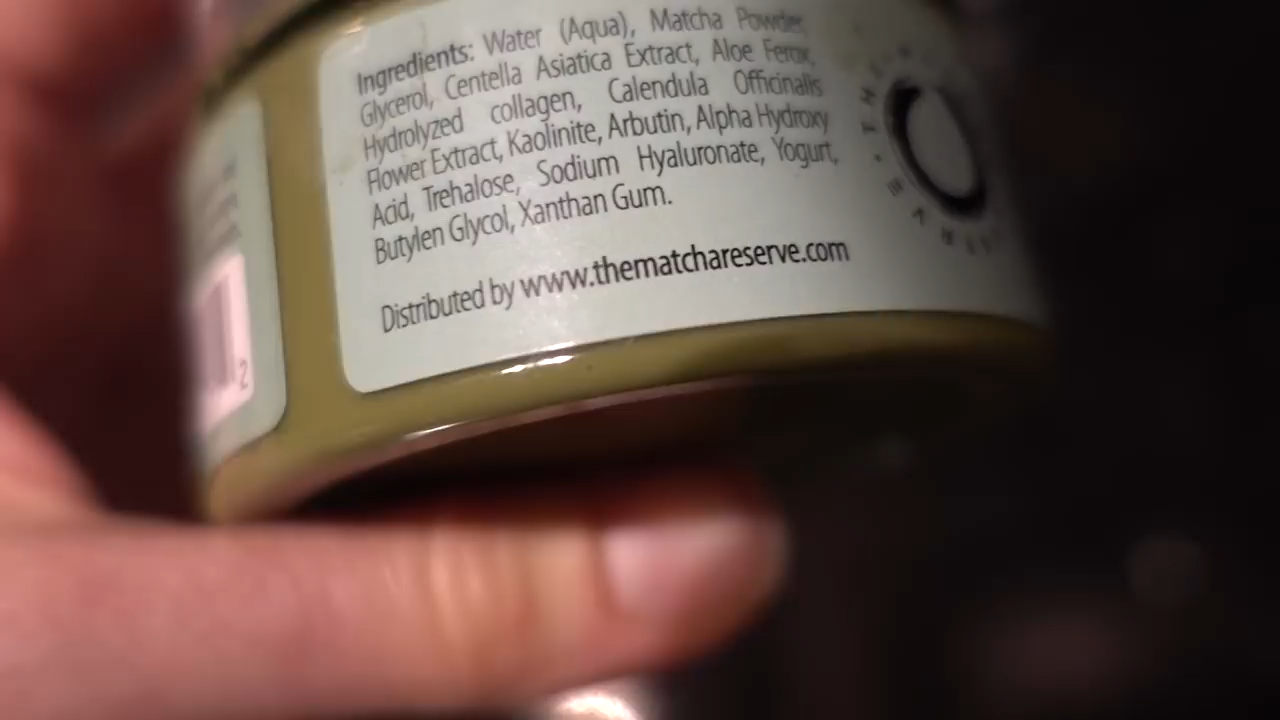 Ingredients: Water (Aqua), Matcha Powder,
Glycerol, Centella Asiatica Extract, Aloe Ferox,
Hydrolyzed collagen, Calendula Officinalis
Flower Extract, Kaolinite, Arbutin, Alpha Hydroxy
Acid, Trehalose, Sodium Hyaluronate, Yogurt,
Butylen Glycol, Xanthan Gum.
Distributed by www.thematchareserve.com
2